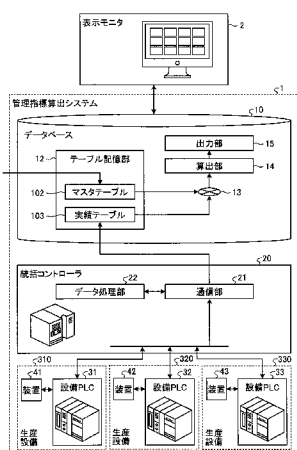 表示モニタ
2
1
管理指標算出システム
10
データベース
12
テーブル記憶部
出力部
15
算出部
14
102
マスタテーブル
13
103
実績テーブル
20
統括コントローラ
22
21
データ処理部
通信部
310
320
330
41
31
装置
設備PLC
生産
設備
42
32
装置
設備PLC
生産
設備
43
33
装置
設備PLC
生産
設備